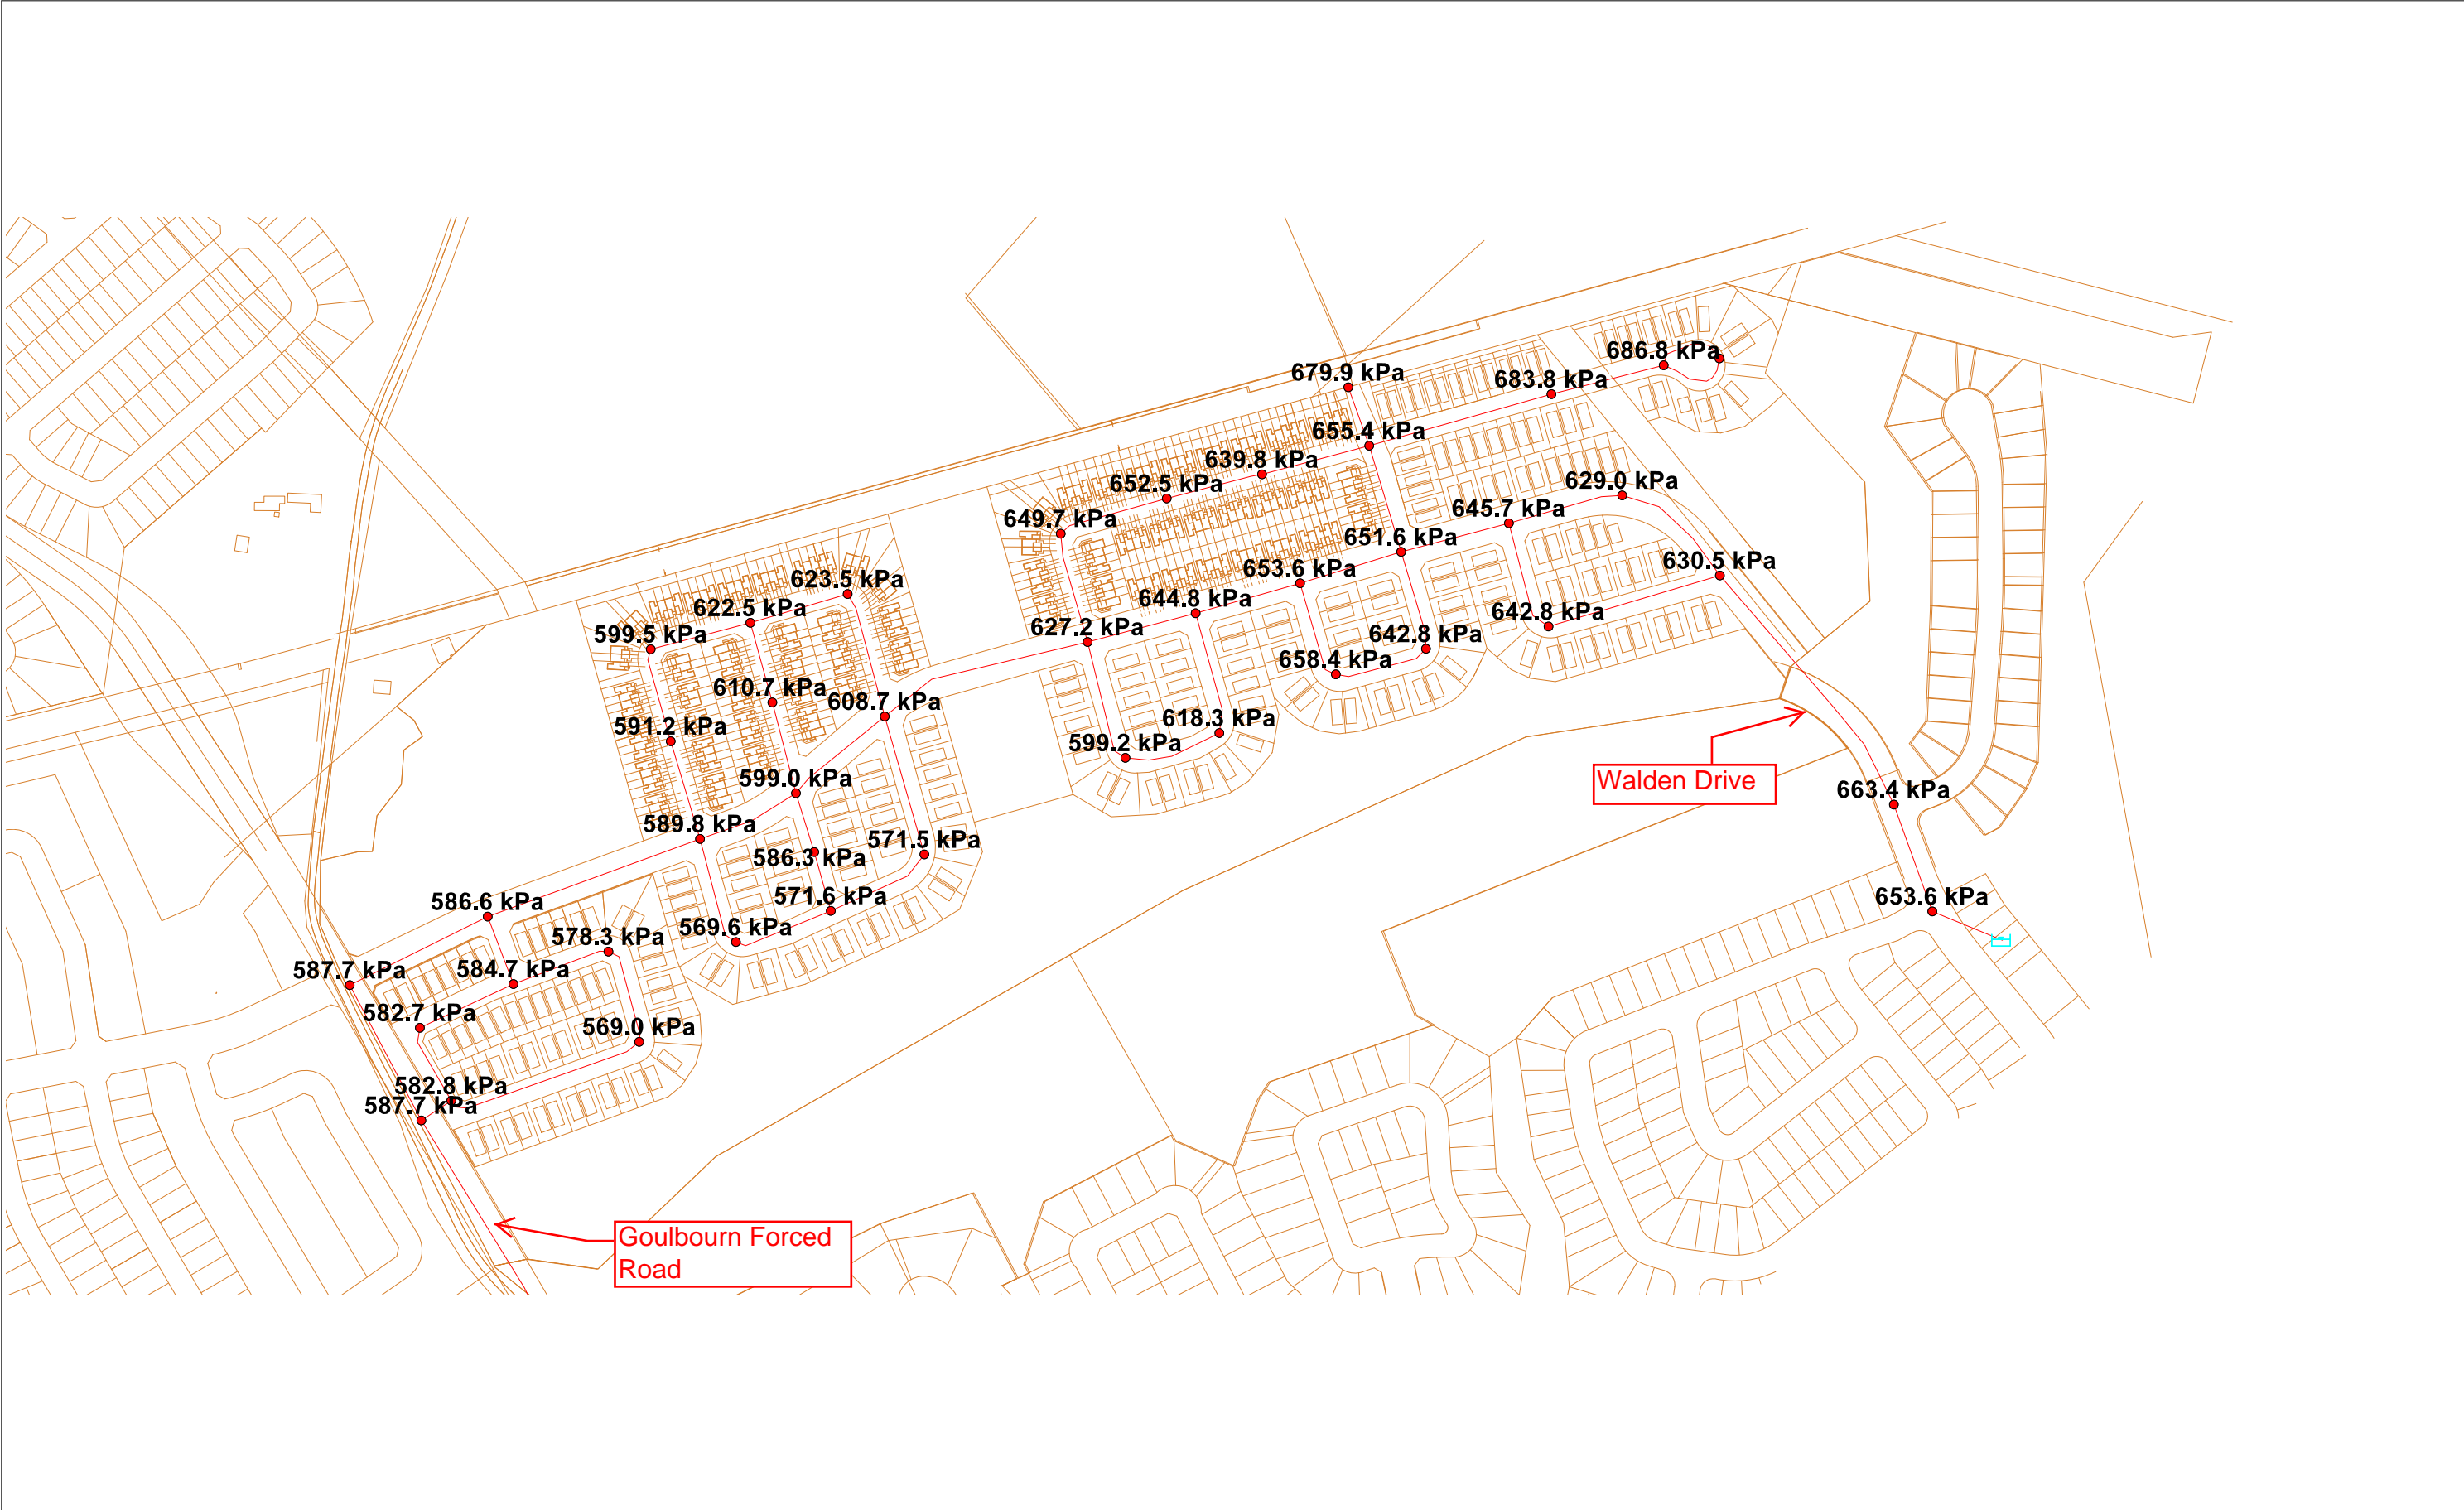 686.8 kPa
679.9 kPa
683.8 kPa
655.4 kPa
639.8 kPa
652.5 kPa
629.0 kPa
649.7 kPa
645.7 kPa
651.6 kPa
630.5 kPa
653.6 kPa
623.5 kPa
622.5 kPa
644.8 kPa
642.8 kPa
599.5 kPa
627.2 kPa
642.8 kPa
658.4 kPa
610.7 kPa
608.7 kPa
591.2 kPa
618.3 kPa
599.2 kPa
599.0 kPa
Walden Drive
663.4 kPa
589.8 kPa
571.5 kPa
586.3 kPa
571.6 kPa
653.6 kPa
586.6 kPa
569.6 kPa
578.3 kPa
587.7 kPa
584.7 kPa
582.7 kPa
569.0 kPa
582.8 kPa
587.7 kPa
Goulbourn Forced
Road